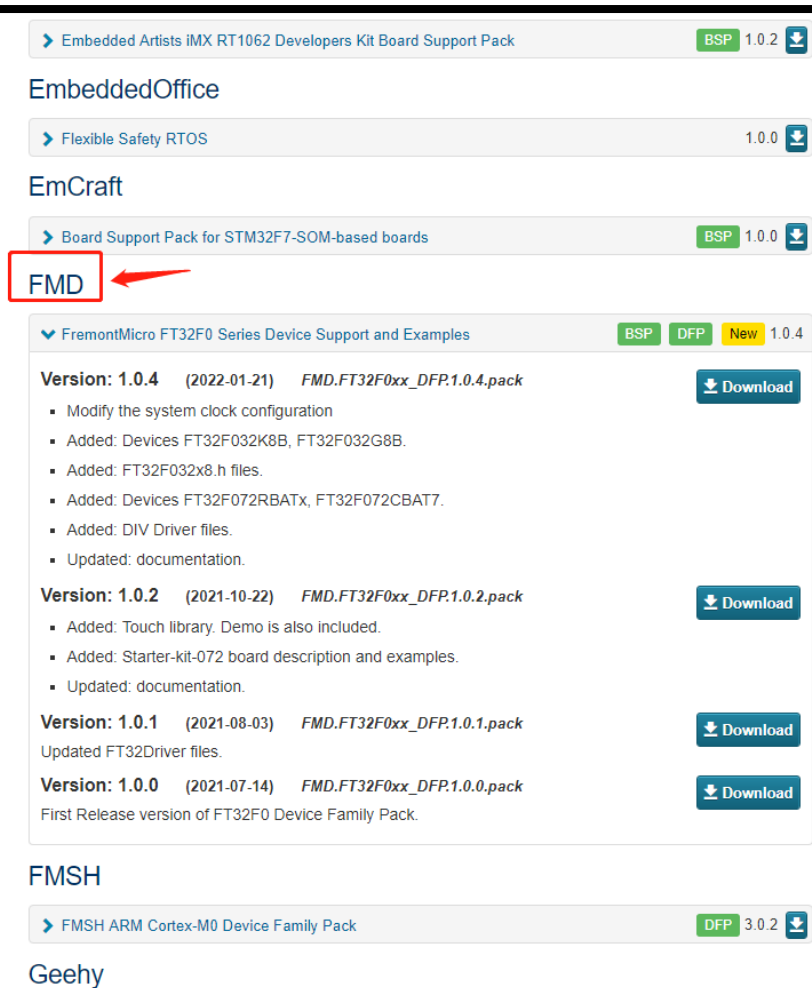 Embedded Artists iMX RT1062 Developers Kit Board Support Pack BSP 1.0.2
EmbeddedOffice
Flexible Safety RTOS 1.0.0
EmCraft
Board Support Pack for STM32F7-SOM-based boards BSP 1.0.0
FMD
FremontMicro FT32F0 Series Device Support and Examples BSP DFP New 1.0.4
Version: 1.0.4 (2022-01-21) FMD.FT32F0xx_DFP.1.0.4.pack Download
Modify the system clock configuration
Added: Devices FT32F032K8B, FT32F032G8B.
Added: FT32F032x8.h files.
Added: Devices FT32F072RBATx, FT32F072CBAT7.
Added: DIV Driver files.
Updated: documentation.
Version: 1.0.2 (2021-10-22) FMD.FT32F0xx_DFP.1.0.2.pack Download
Added: Touch library. Demo is also included.
Added: Starter-kit-072 board description and examples.
Updated: documentation.
Version: 1.0.1 (2021-08-03) FMD.FT32F0xx_DFP.1.0.1.pack Download
Updated FT32Driver files.
Version: 1.0.0 (2021-07-14) FMD.FT32F0xx_DFP.1.0.0.pack Download
First Release version of FT32F0 Device Family Pack.
FMSH
FMSH ARM Cortex-M0 Device Family Pack DFP 3.0.2
Geehy